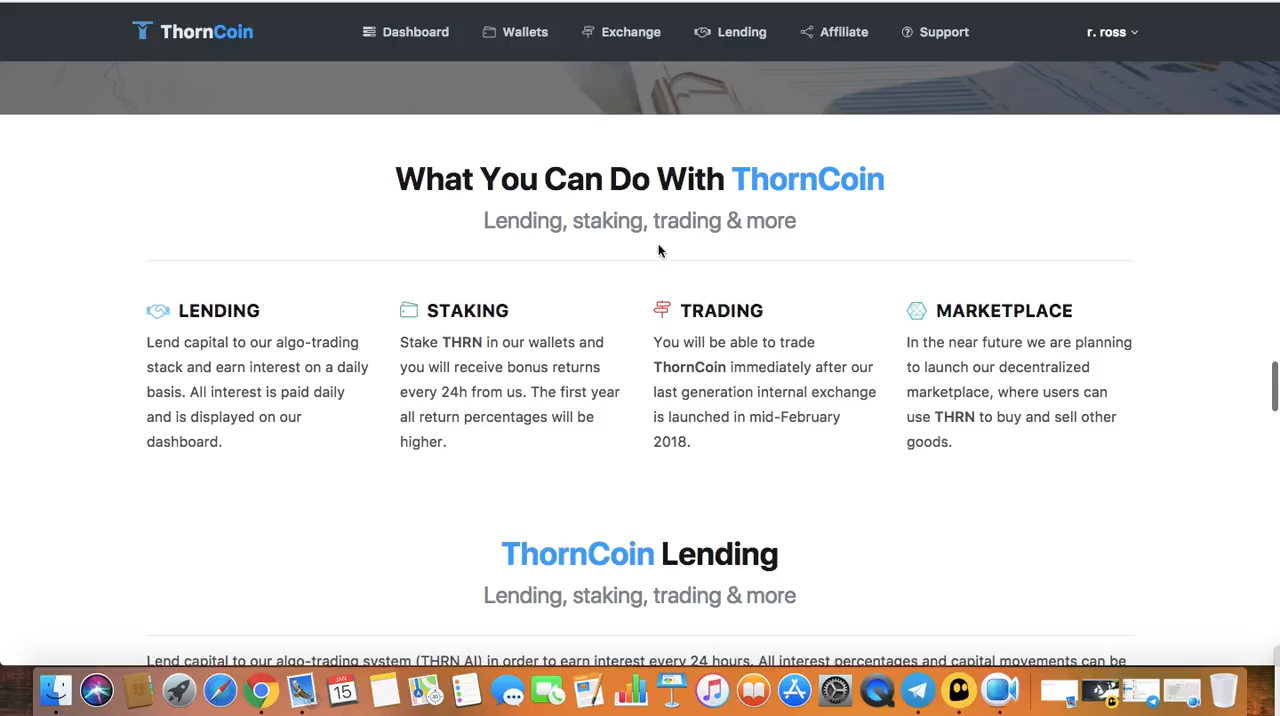 ThornCoin Dashboard Wallets Exchange Lending Affiliate Support r. ross
What You Can Do With ThornCoin
Lending, staking, trading & more
LENDING
Lend capital to our algo-trading
stack and earn interest on a daily
basis. All interest is paid daily
and is displayed on our
dashboard.
STAKING
Stake THRN in our wallets and
you will receive bonus returns
every 24h from us. The first year
all return percentages will be
higher.
TRADING
You will be able to trade
ThornCoin immediately after our
last generation internal exchange
is launched in mid-February
2018.
MARKETPLACE
In the near future we are planning
to launch our decentralized
marketplace, where users can
use THRN to buy and sell other
goods.
ThornCoin Lending
Lending, staking, trading & more
Lend capital to our algo-trading system (THRN AI) in order to earn interest every 24 hours. All interest percentages and capital movements can be
JAN
15